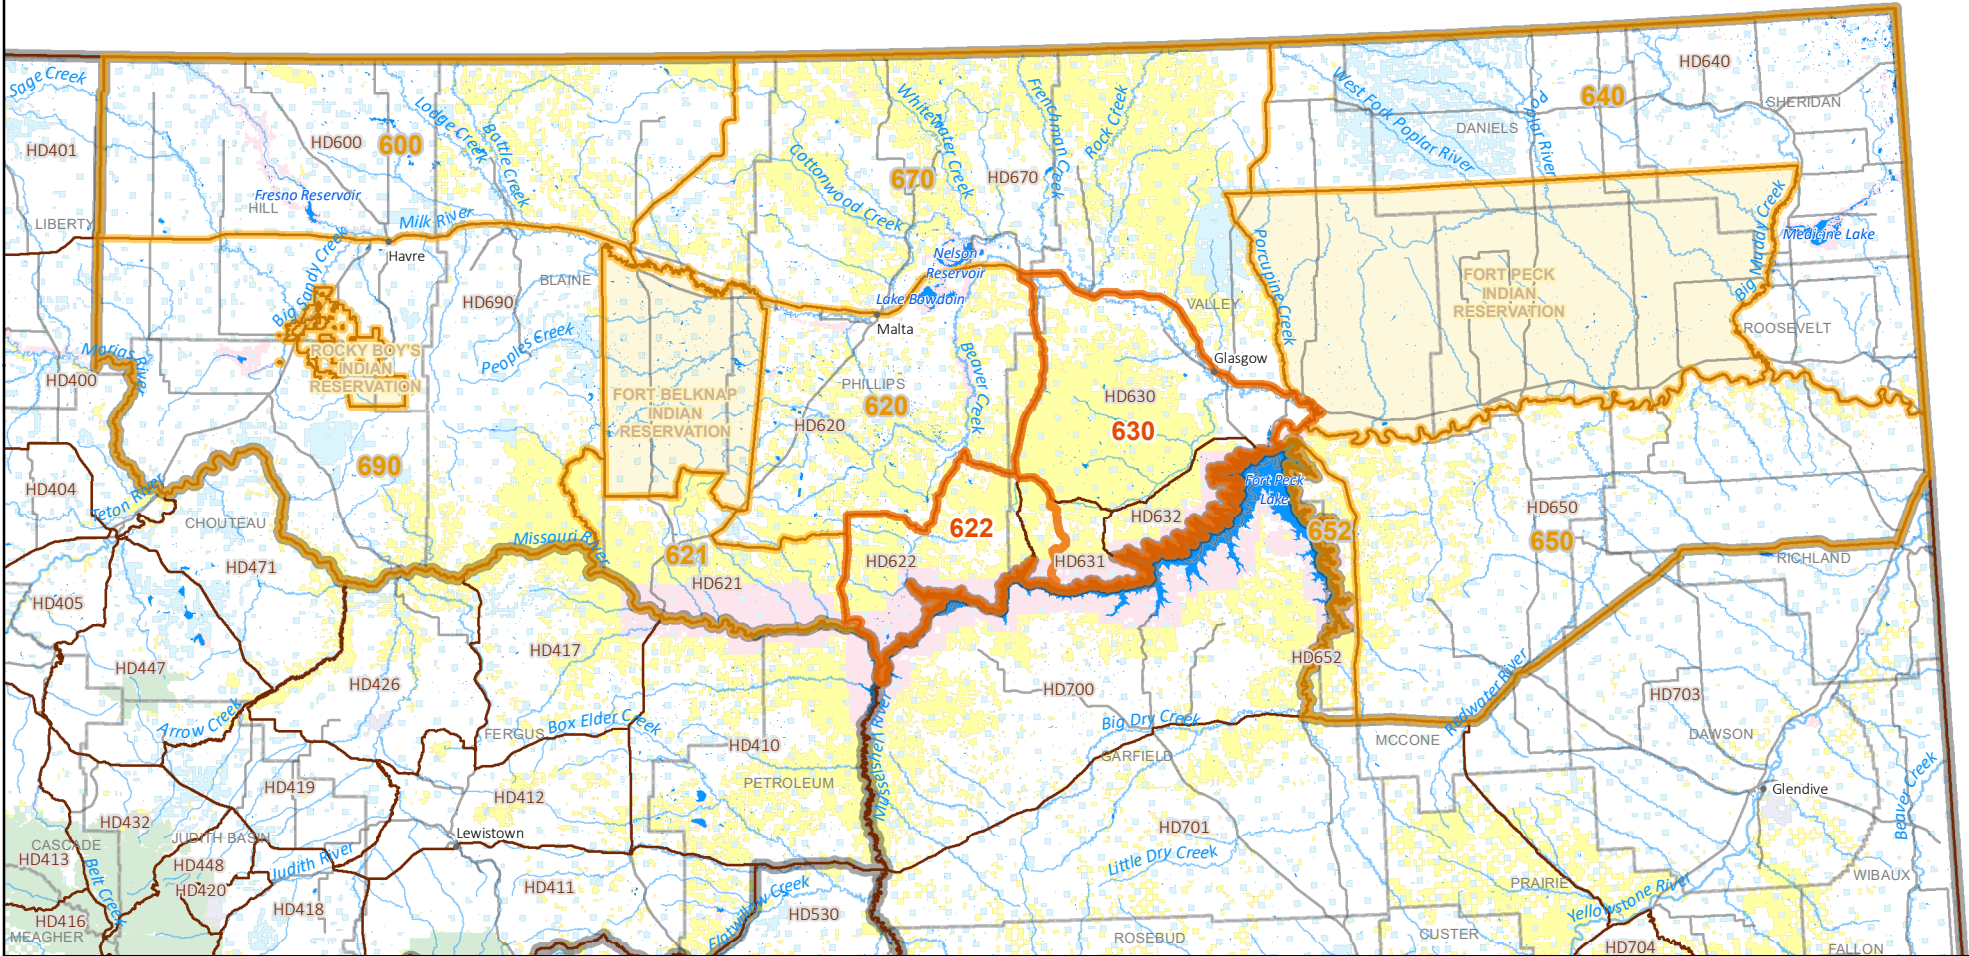 HD640
Sage Creek
640
SHERIDAN
West Fork Poplar River
Poplar River
DANIELS
Lodge Creek
Battle Creek
White Water Creek
Frenchman Creek
Rock Creek
HD401
HD600
600
Cottonwood Creek
670
HD670
Fresno Reservoir
HILL
Milk River
LIBERTY
Big Sandy Creek
Havre
Porcupine Creek
Big Muddy Creek
Medicine Lake
Nelson
Reservoir
BLAINE
FORT PECK
INDIAN
RESERVATION
HD690
Lake Bowdoin
VALLEY
Malta
ROOSEVELT
Peoples Creek
Marias River
ROCKY BOY'S
INDIAN
RESERVATION
Beaver Creek
Glasgow
HD400
PHILLIPS
FORT BELKNAP
INDIAN
RESERVATION
620
HD630
HD620
630
690
HD404
Teton River
Fort Peck
Lake
HD650
CHOUTEAU
HD632
622
652
650
Missouri River
621
HD622
HD631
RICHLAND
HD471
HD621
HD405
HD417
HD652
HD447
HD426
HD700
HD703
Redwater River
Arrow Creek
Box Elder Creek
FERGUS
Big Dry Creek
MCCONE
DAWSON
HD410
Musselshell River
GARFIELD
PETROLEUM
HD419
HD412
Glendive
Beaver Creek
HD432
JUDITH BASIN
Lewistown
HD701
CASCADE
HD413
HD448
Judith River
Little Dry Creek
Belt Creek
HD420
HD411
Flatwillow Creek
PRAIRIE
Yellowstone River
WIBAUX
HD416
HD418
HD530
MEAGHER
ROSEBUD
CUSTER
HD704
FALLON